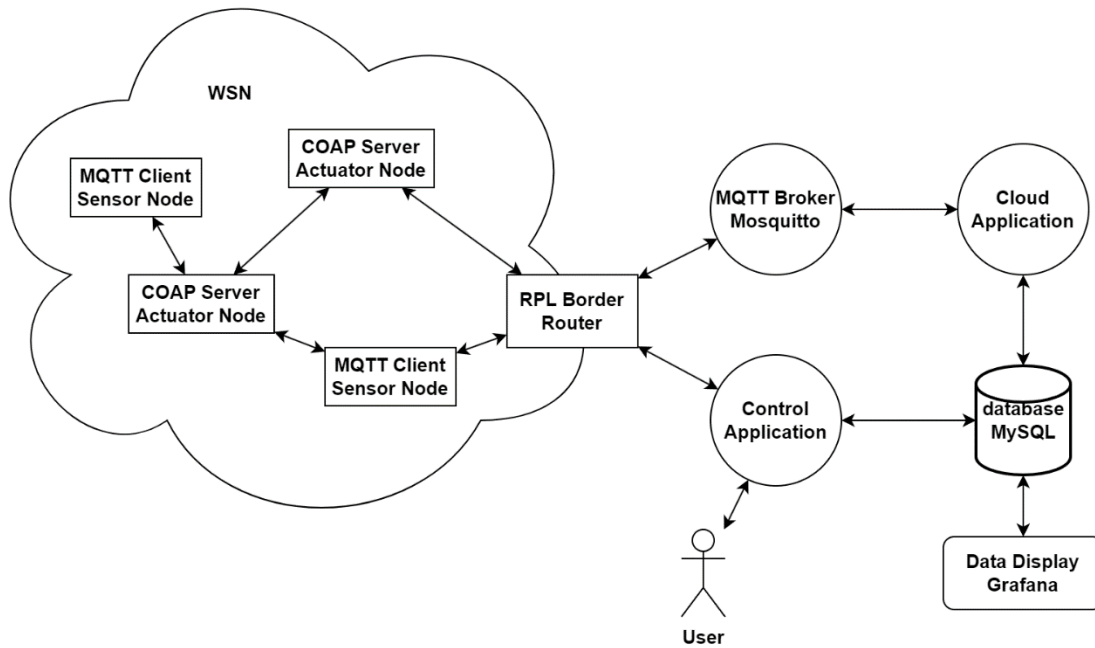 WSN
COAP Server
Actuator Node
MQTT Client
Sensor Node
COAP Server
Actuator Node
MQTT Client
Sensor Node
RPL Border
Router
MQTT Broker
Mosquitto
Cloud
Application
Control
Application
database
MySQL
Data Display
Grafana
User